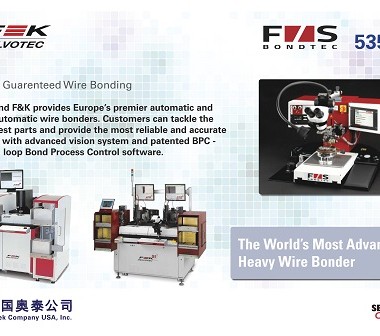 F&K
LVOTEC
F&S
BONDTEC
535
Guarenteed Wire Bonding
nd F&K provides Europe's premier automatic and
utomatic wire bonders. Customers can tackle the
est parts and provide the most reliable and accurate
with advanced vision system and patented BPC -
loop Bond Process Control software.
The World's Most Advan
Heavy Wire Bonder
国奥泰公司
ek Company USA, Inc.
SE